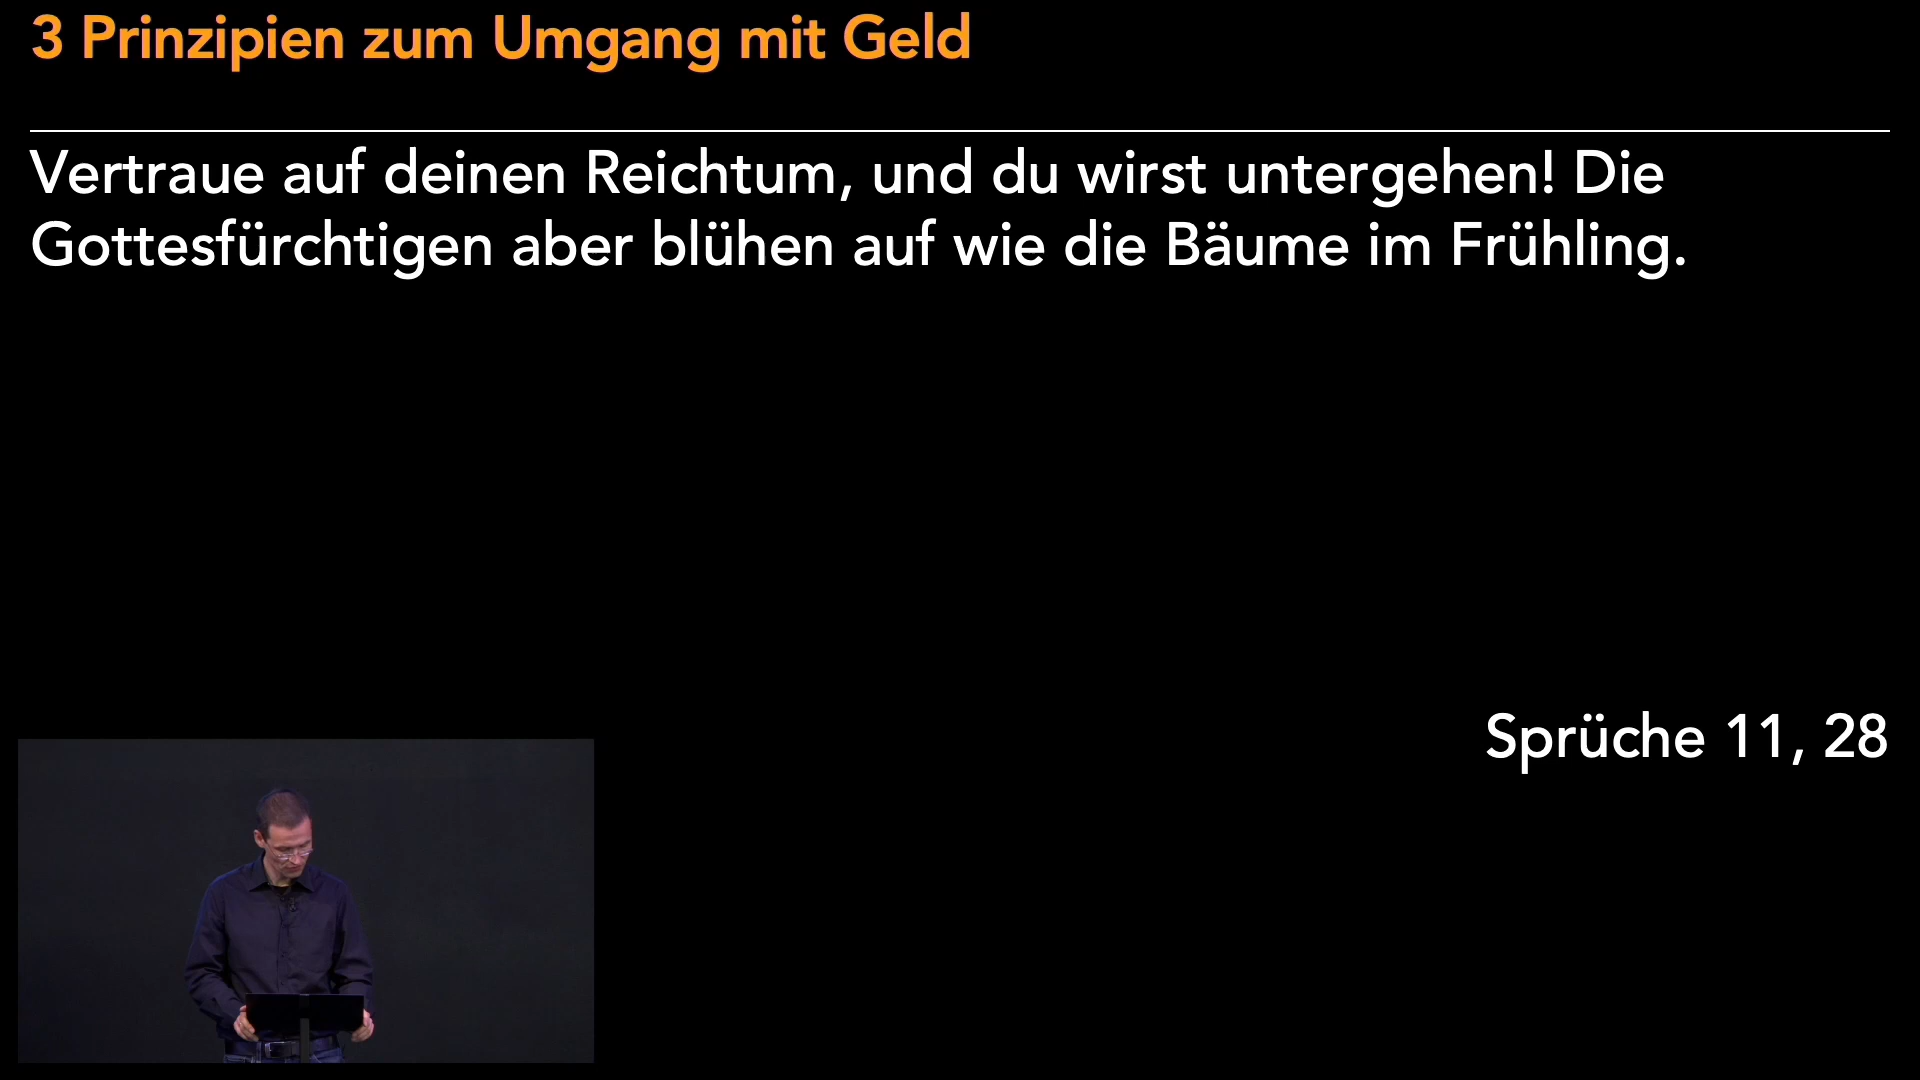 3 Prinzipien zum Umgang mit Geld
Vertraue auf deinen Reichtum, und du wirst untergehen! Die
Gottesfürchtigen aber blühen auf wie die Bäume im Frühling.
Sprüche 11, 28